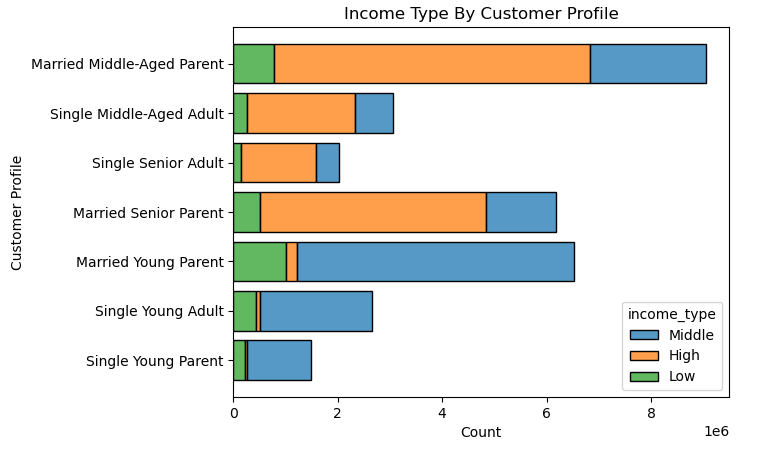 Income Type By Customer Profile
Customer Profile
Married Middle-Aged Parent
Single Middle-Aged Adult
Single Senior Adult
Married Senior Parent
Married Young Parent
Single Young Adult
Single Young Parent
income_type
Middle
High
Low
0 2 4 6 8
1e6
Count